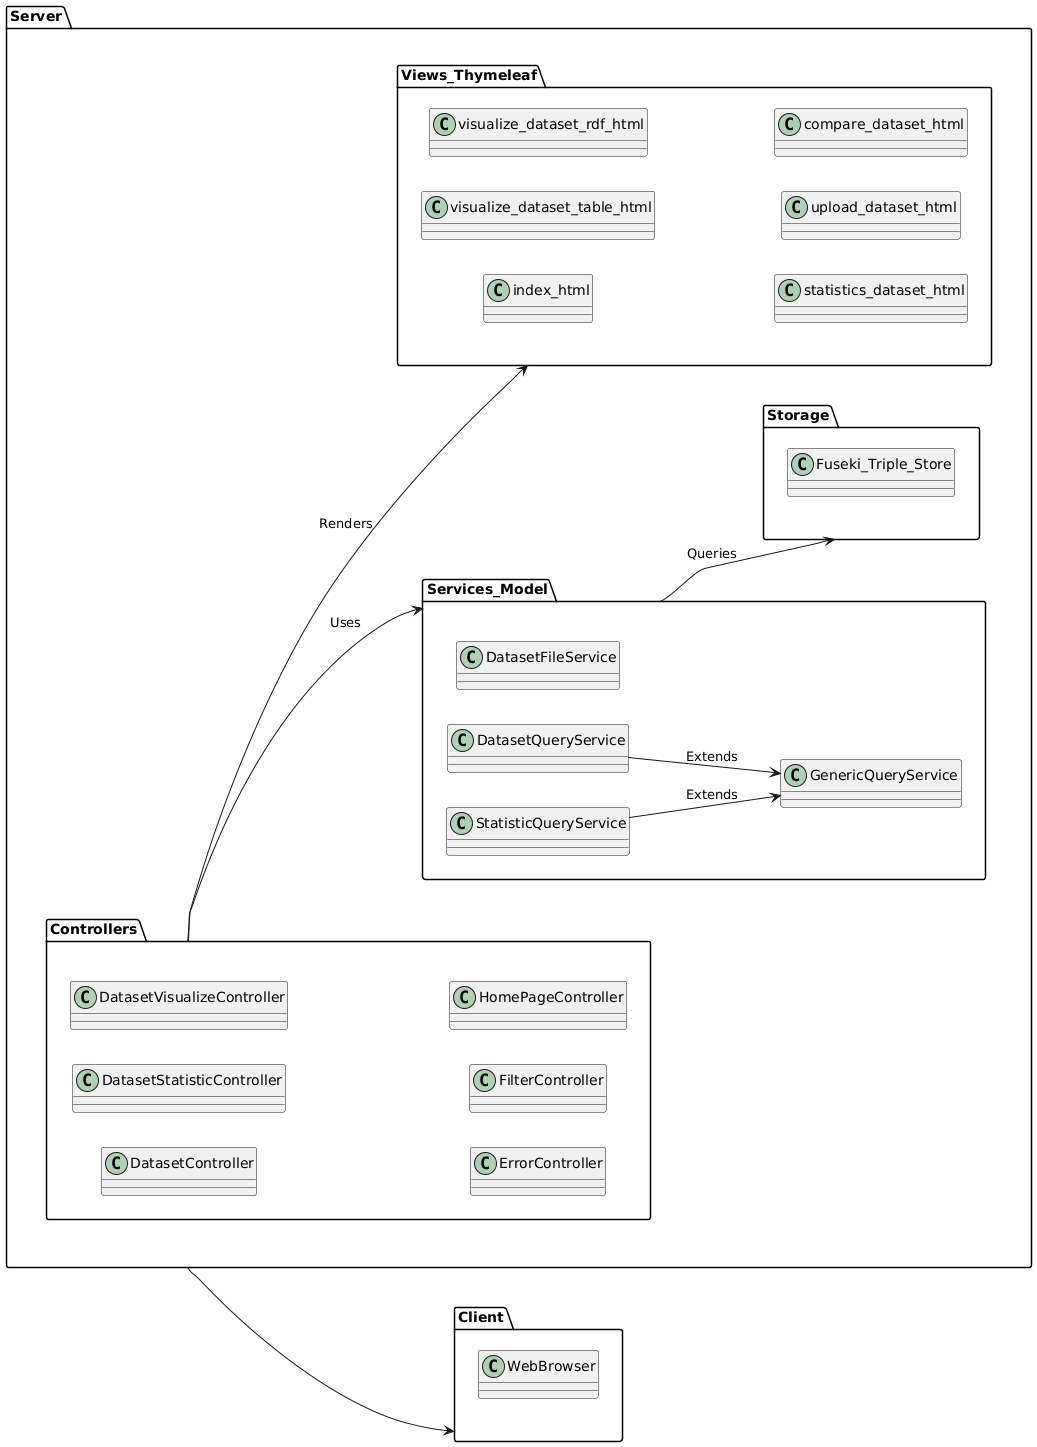 Server
Views_Thymeleaf
C visualize_dataset_rdf_html
C compare_dataset_html
C visualize_dataset_table_html
C upload_dataset_html
C index_html
C statistics_dataset_html
Storage
C Fuseki_Triple_Store
Renders
Queries
Services_Model
Uses
C DatasetFileService
C DatasetQueryService
Extends
C GenericQueryService
Extends
C StatisticQueryService
Controllers
C DatasetVisualizeController
C HomePageController
C DatasetStatisticController
C FilterController
C DatasetController
C ErrorController
Client
C WebBrowser